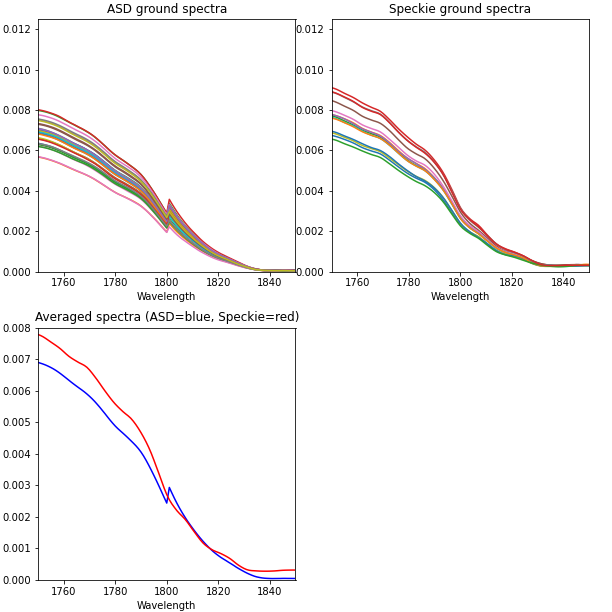 ASD ground spectra
0.012
0.010
0.008
0.006
0.004
0.002
0.000
1760 1780 1800 1820 1840
Wavelength
Speckie ground spectra
0.012
0.010
0.008
0.006
0.004
0.002
0.000
1760 1780 1800 1820 1840
Wavelength
Averaged spectra (ASD=blue, Speckie=red)
0.008
0.007
0.006
0.005
0.004
0.003
0.002
0.001
0.000
1760 1780 1800 1820 1840
Wavelength